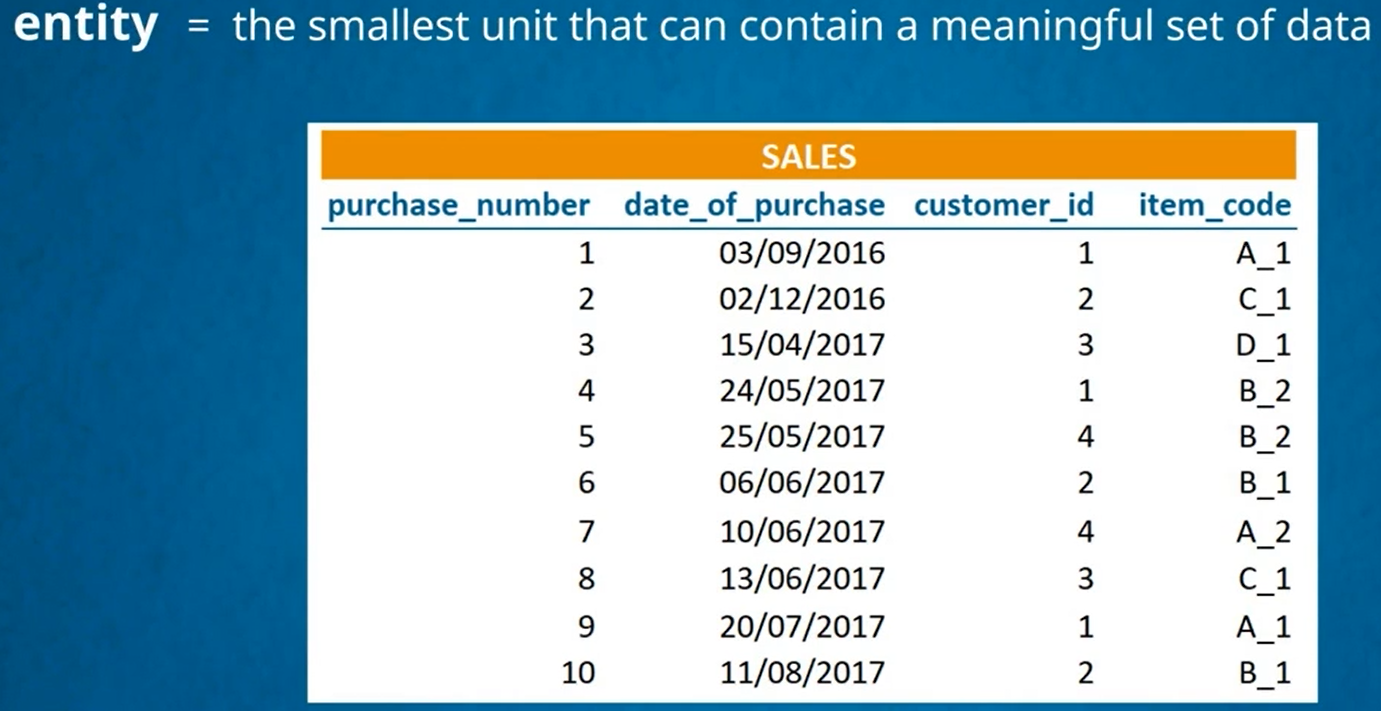 entity = the smallest unit that can contain a meaningful set of data
SALES
purchase_number date_of_purchase customer_id item_code
1 03/09/2016 1 A_1
2 02/12/2016 2 C_1
3 15/04/2017 3 D_1
4 24/05/2017 1 B_2
5 25/05/2017 4 B_2
6 06/06/2017 2 B_1
7 10/06/2017 4 A_2
8 13/06/2017 3 C_1
9 20/07/2017 1 A_1
10 11/08/2017 2 B_1